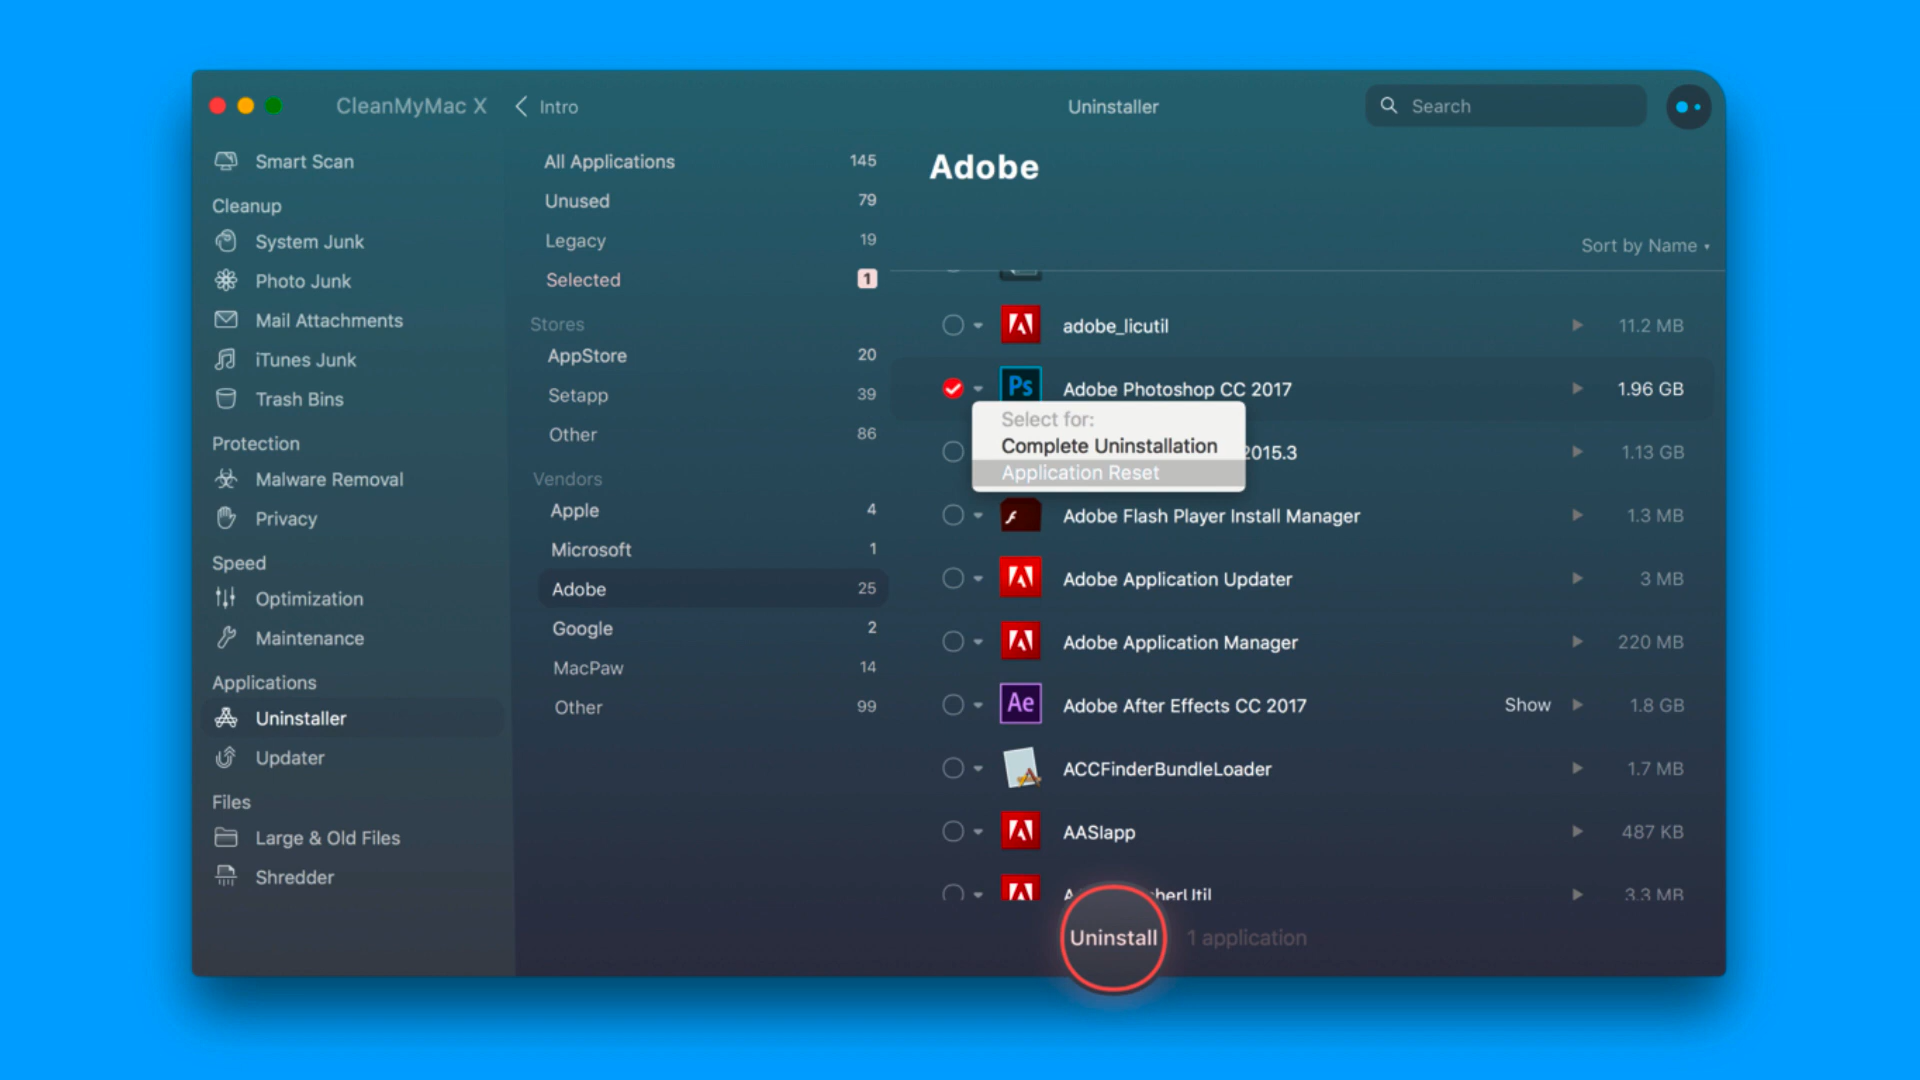 CleanMyMac X
Intro
Uninstaller
Search
Smart Scan
Cleanup
System Junk
Photo Junk
Mail Attachments
iTunes Junk
Trash Bins
Protection
Malware Removal
Privacy
Speed
Optimization
Maintenance
Applications
Uninstaller
Updater
Files
Large & Old Files
Shredder
All Applications 145
Unused 79
Legacy 19
Selected 1
Stores
AppStore 20
Setapp 39
Other 86
Vendors
Apple 4
Microsoft 1
Adobe 25
Google 2
MacPaw 14
Other 99
Adobe
Sort by Name
adobe_licutil 11.2 MB
Ps Adobe Photoshop CC 2017 1.96 GB
Select for:
Complete Uninstallation
Application Reset
2015.3 1.13 GB
Adobe Flash Player Install Manager 1.3 MB
Adobe Application Updater 3 MB
Adobe Application Manager 220 MB
Ae Adobe After Effects CC 2017 Show 1.8 GB
ACCFinderBundleLoader 1.7 MB
AASIapp 487 KB
3.3 MB
Uninstall 1 application